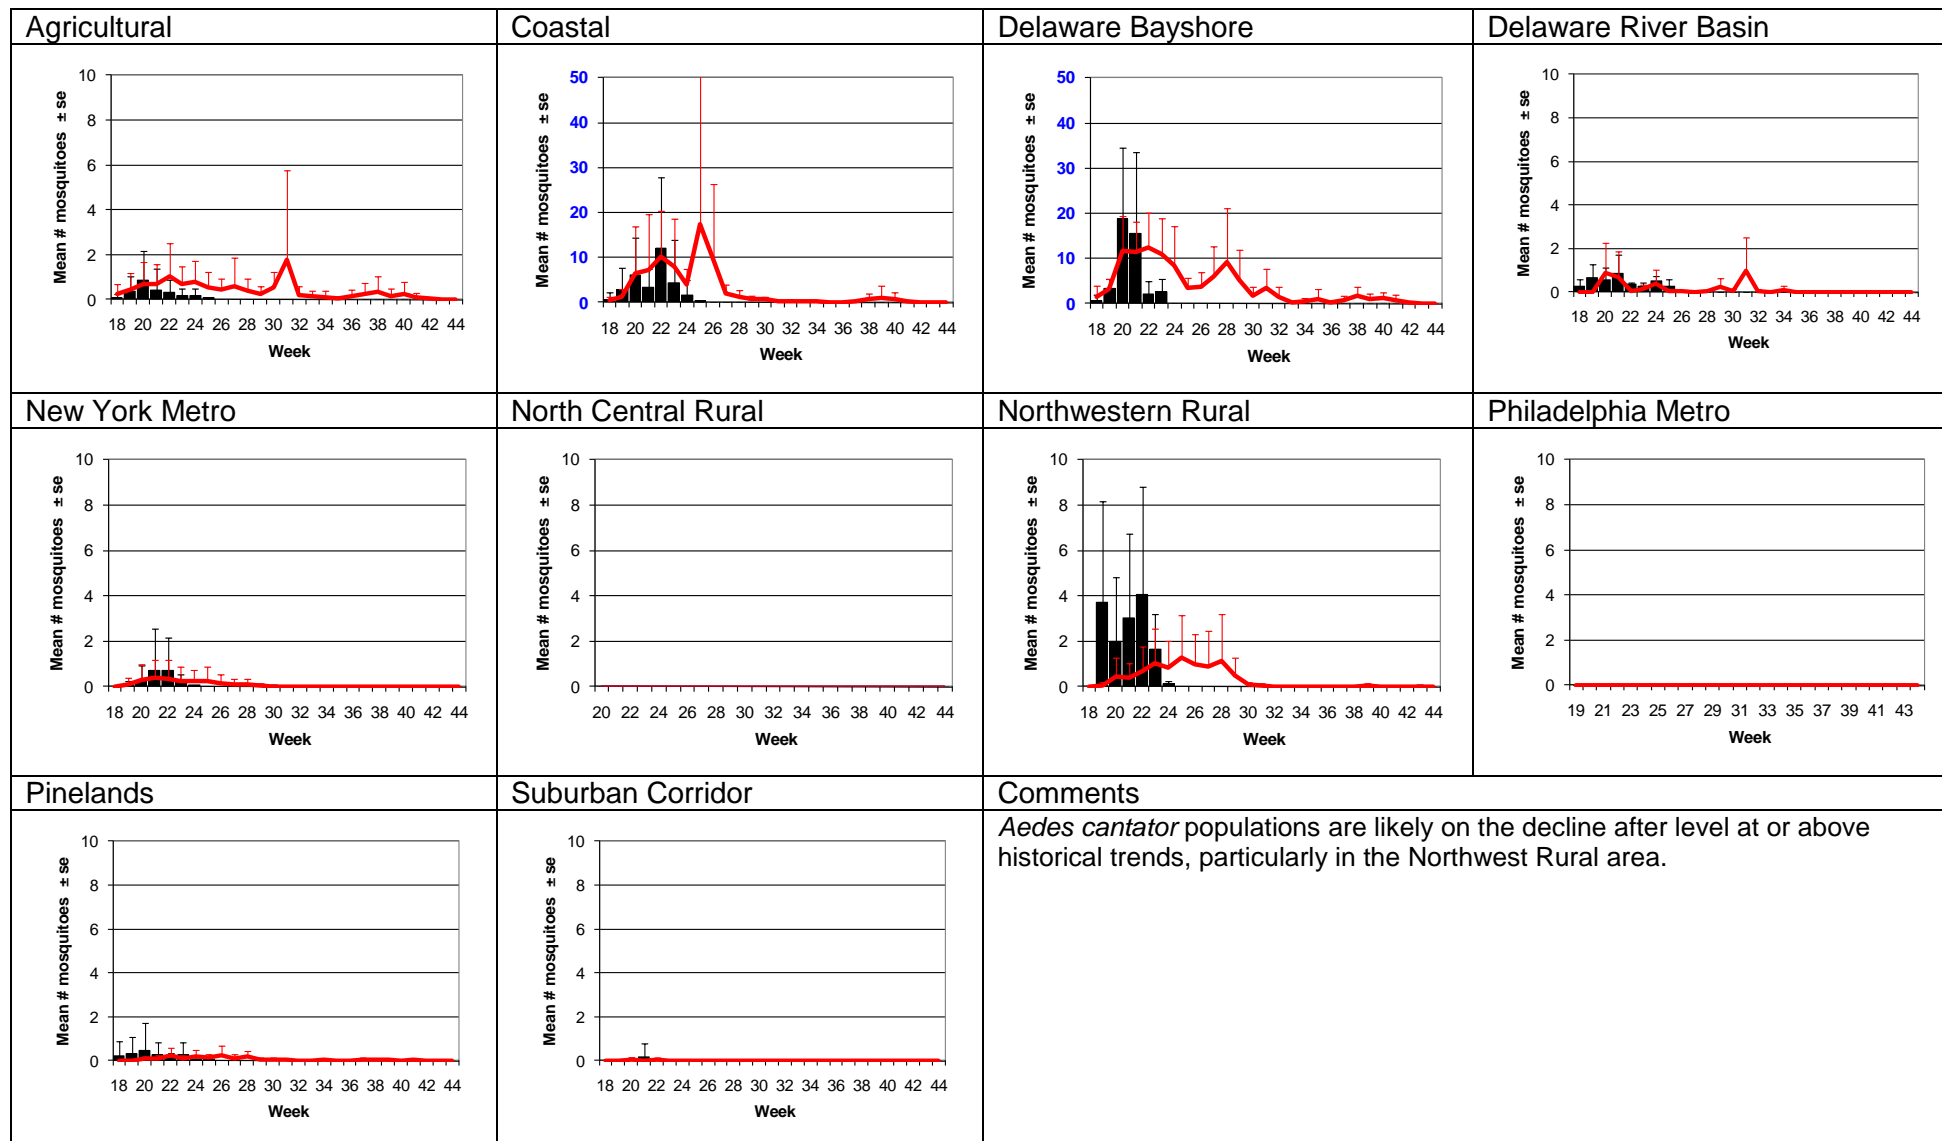 Agricultural
Coastal
Delaware Bayshore
Delaware River Basin
Mean # mosquitoes ± se
10
8
6
4
2
0
18 20 22 24 26 28 30 32 34 36 38 40 42 44
Week
Mean # mosquitoes ± se
50
40
30
20
10
0
18 20 22 24 26 28 30 32 34 36 38 40 42 44
Week
Mean # mosquitoes ± se
50
40
30
20
10
0
18 20 22 24 26 28 30 32 34 36 38 40 42 44
Week
Mean # mosquitoes ± se
10
8
6
4
2
0
18 20 22 24 26 28 30 32 34 36 38 40 42 44
Week
New York Metro
North Central Rural
Northwestern Rural
Philadelphia Metro
Mean # mosquitoes ± se
10
8
6
4
2
0
18 20 22 24 26 28 30 32 34 36 38 40 42 44
Week
Mean # mosquitoes ± se
10
8
6
4
2
0
20 22 24 26 28 30 32 34 36 38 40 42 44
Week
Mean # mosquitoes ± se
10
8
6
4
2
0
18 20 22 24 26 28 30 32 34 36 38 40 42 44
Week
Mean # mosquitoes ± se
10
8
6
4
2
0
19 21 23 25 27 29 31 33 35 37 39 41 43
Week
Pinelands
Suburban Corridor
Comments
Mean # mosquitoes ± se
10
8
6
4
2
0
18 20 22 24 26 28 30 32 34 36 38 40 42 44
Week
Mean # mosquitoes ± se
10
8
6
4
2
0
18 20 22 24 26 28 30 32 34 36 38 40 42 44
Week
Aedes cantator populations are likely on the decline after level at or above
historical trends, particularly in the Northwest Rural area.